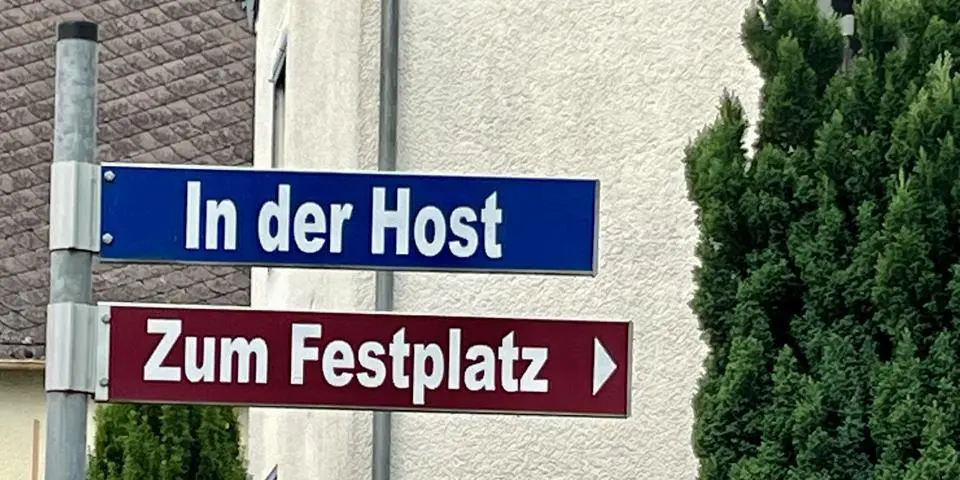 In der Host
Zum Festplatz